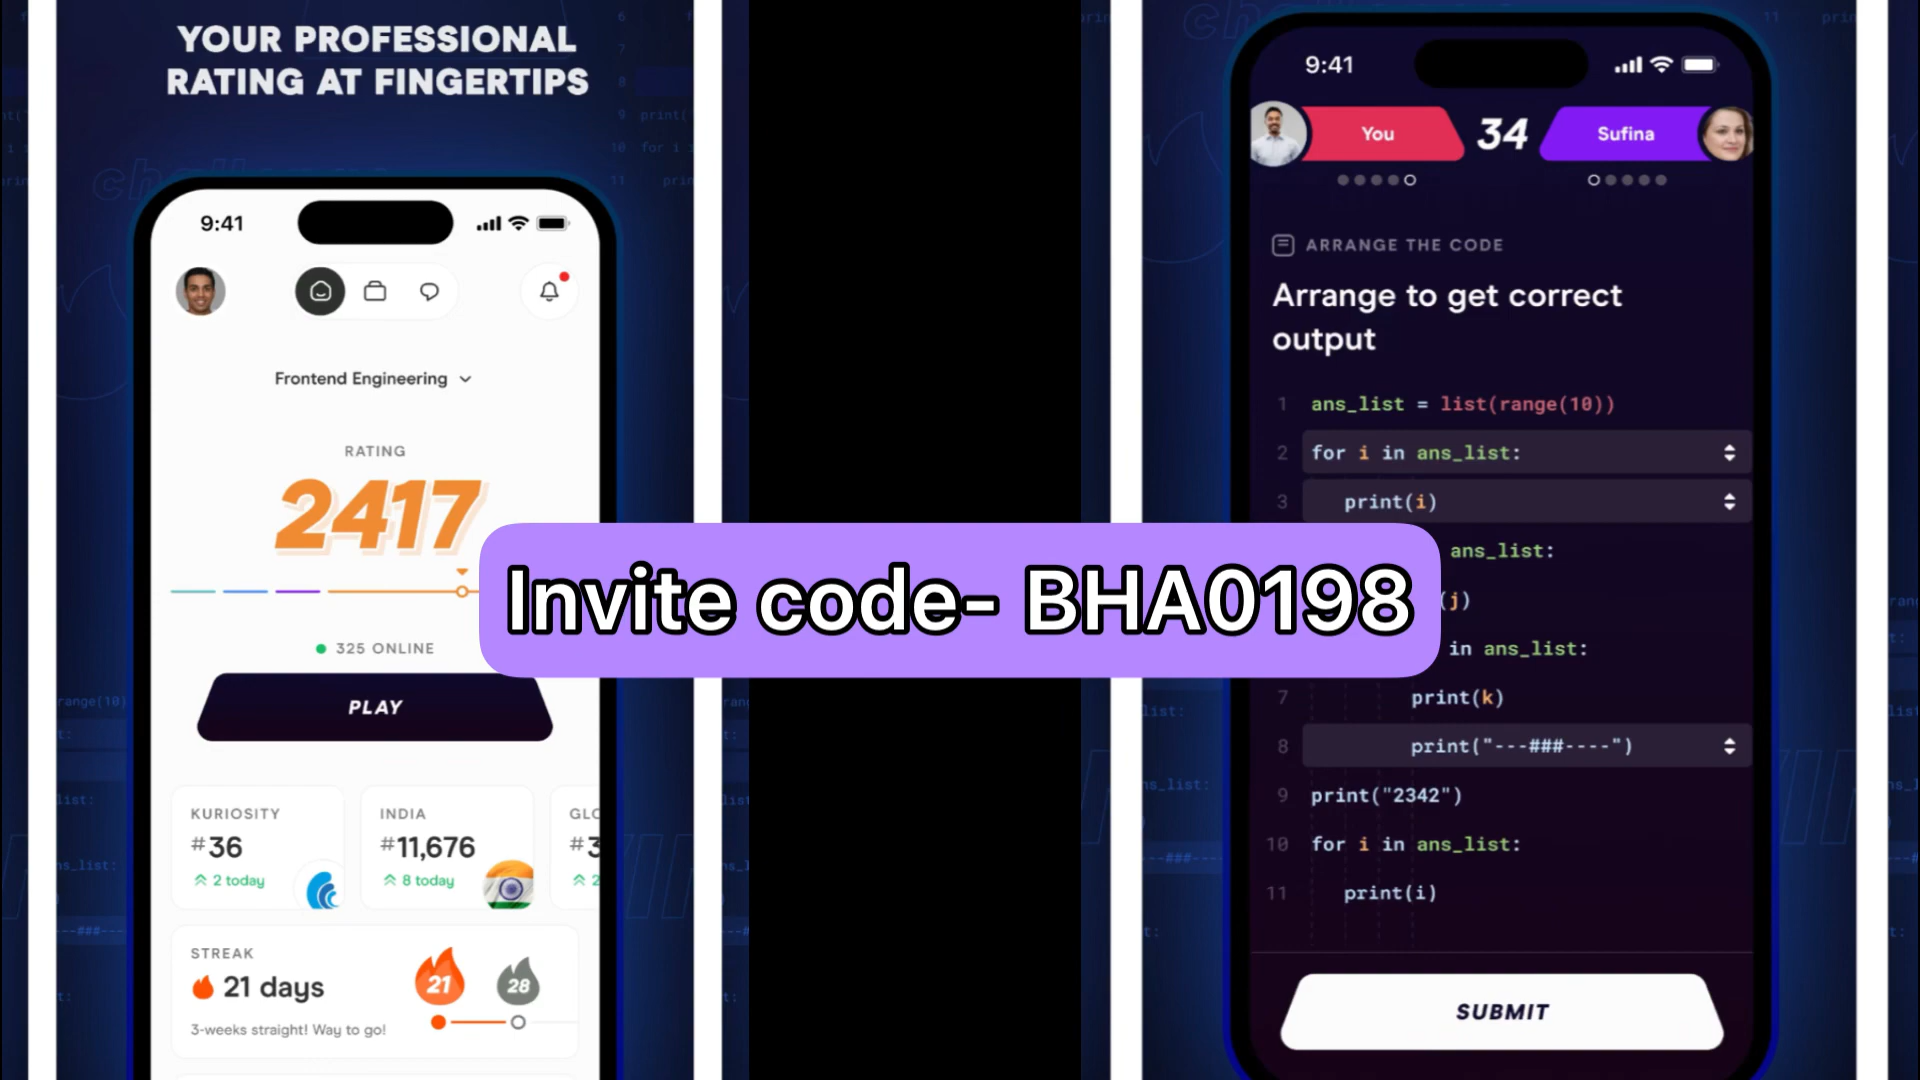 YOUR PROFESSIONAL
RATING AT FINGERTIPS
9:41
Frontend Engineering
RATING
2417
325 ONLINE
PLAY
KURIOSITY
#36
2 today
INDIA
#11,676
8 today
STREAK
21 days
21
28
3-weeks straight! Way to go!
Invite code- BHA0198
9:41
You
34
Sufina
ARRANGE THE CODE
Arrange to get correct
output
1 ans_list = list(range(10))
2 for i in ans_list:
3 print(i)
ans_list:
(j)
in ans_list:
7 print(k)
8 print("---###----")
9 print("2342")
10 for i in ans_list:
11 print(i)
SUBMIT